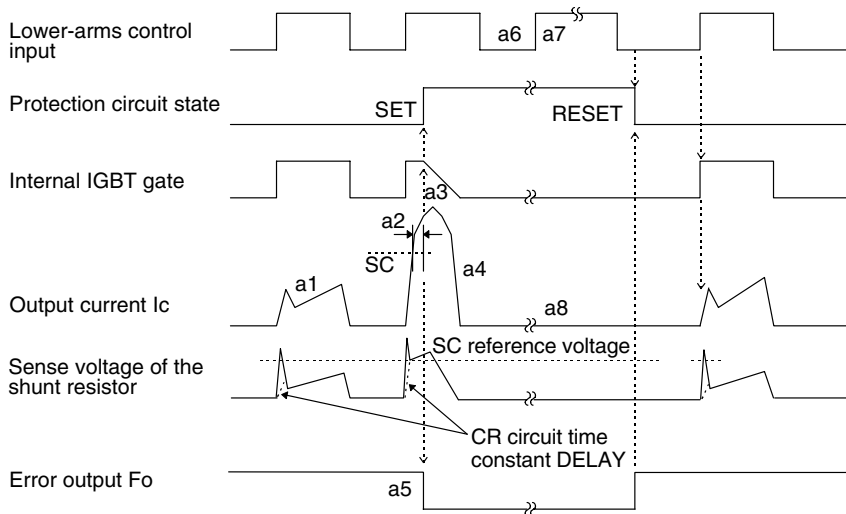 Lower-arms control
input
a6
a7
Protection circuit state
SET
RESET
Internal IGBT gate
a3
a2
SC
a4
a1
Output current Ic
a8
SC reference voltage
Sense voltage of the
shunt resistor
CR circuit time
constant DELAY
Error output Fo
a5